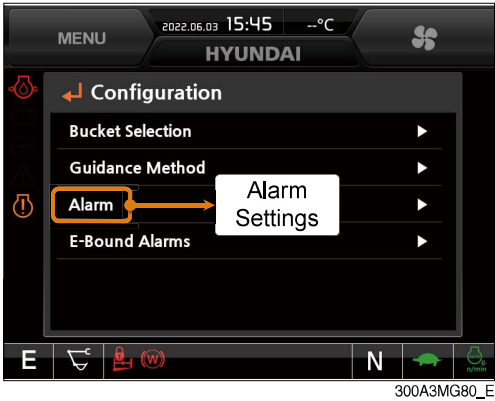 MENU
2022.06.03 15:45 --°C
HYUNDAI
Configuration
Bucket Selection
Guidance Method
Alarm
Alarm
Settings
E-Bound Alarms
E
(W)
N
n/min
300A3MG80_E